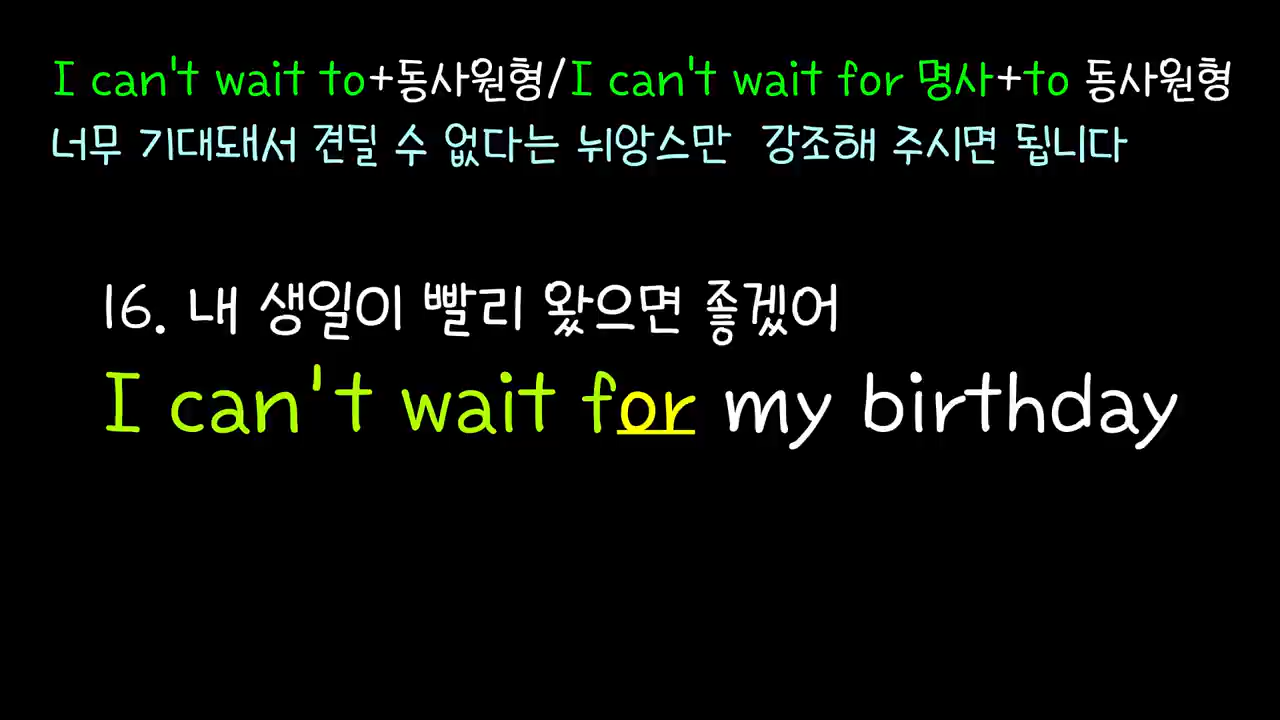 I can't wait to+동사원형/I can't wait for 명사+to 동사원형
너무 기대돼서 견딜 수 없다는 뉘앙스만 강조해 주시면 됩니다
16. 내 생일이 빨리 왔으면 좋겠어
I can't wait for my birthday